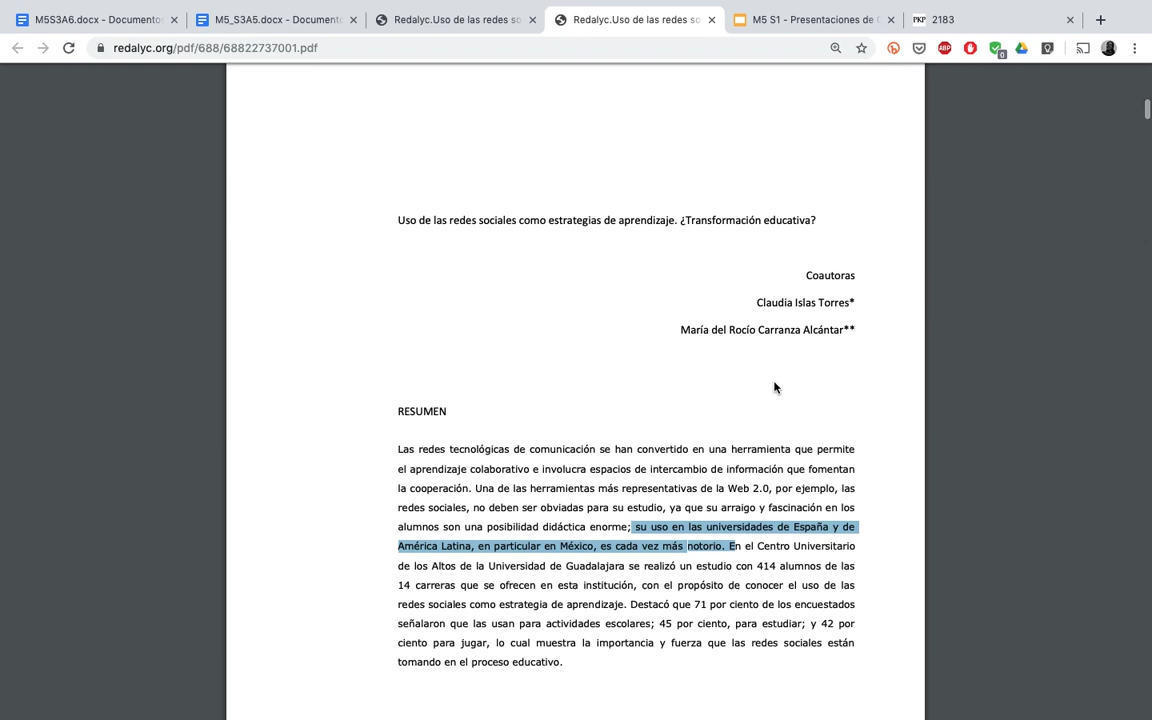 M5S3A6.docx - Documento
M5_S3A5.docx - Document
Redalyc.Uso de las redes so
Redalyc.Uso de las redes so
M5 S1 - Presentaciones de
PKP 2183
redalyc.org/pdf/688/68822737001.pdf
ABP
0
Uso de las redes sociales como estrategias de aprendizaje. ¿Transformación educativa?
Coautoras
Claudia Islas Torres*
María del Rocío Carranza Alcántar**
RESUMEN
Las redes tecnológicas de comunicación se han convertido en una herramienta que permite
el aprendizaje colaborativo e involucra espacios de intercambio de información que fomentan
la cooperación. Una de las herramientas más representativas de la Web 2.0, por ejemplo, las
redes sociales, no deben ser obviadas para su estudio, ya que su arraigo y fascinación en los
alumnos son una posibilidad didáctica enorme; su uso en las universidades de España y de
América Latina, en particular en México, es cada vez más notorio. En el Centro Universitario
de los Altos de la Universidad de Guadalajara se realizó un estudio con 414 alumnos de las
14 carreras que se ofrecen en esta institución, con el propósito de conocer el uso de las
redes sociales como estrategia de aprendizaje. Destacó que 71 por ciento de los encuestados
señalaron que las usan para actividades escolares; 45 por ciento, para estudiar; y 42 por
ciento para jugar, lo cual muestra la importancia y fuerza que las redes sociales están
tomando en el proceso educativo.